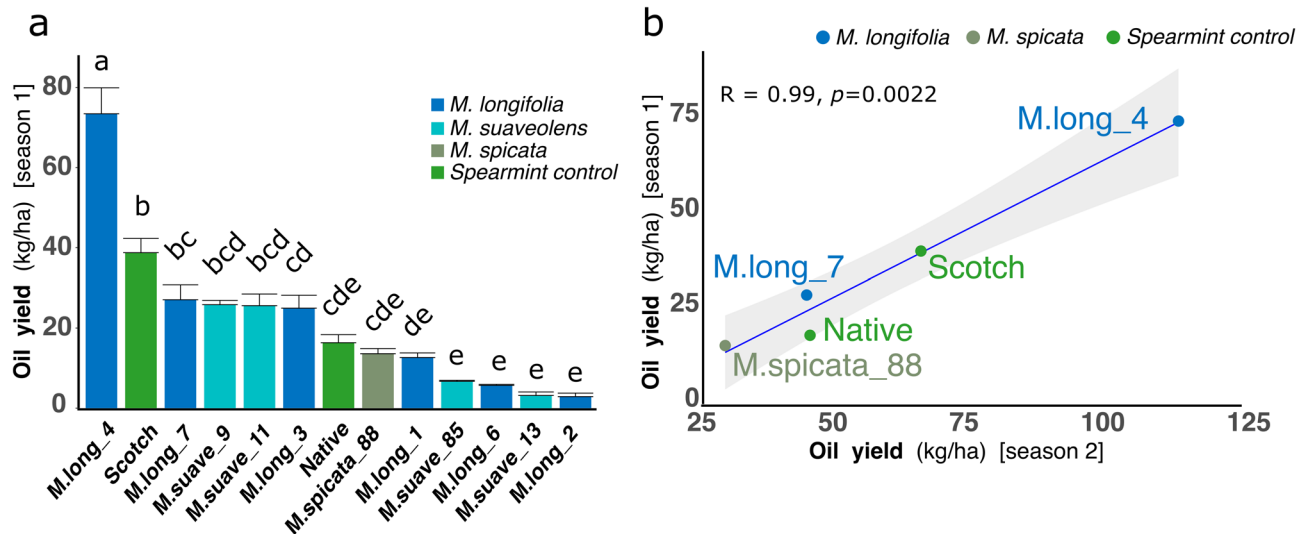 a
Oil yield (kg/ha) [season 1]
80
60
40
20
0
a
b
bc
bcd
bcd
cd
cde
cde
de
e
e
e
e
M. longifolia
M. suaveolens
M. spicata
Spearmint control
M.long_4
Scotch
M.long_7
M.suave_9
M.suave_11
M.long_3
Native
M.spicata_88
M.long_1
M.suave_85
M.long_6
M.suave_13
M.long_2
b
M. longifolia M. spicata Spearmint control
R = 0.99, p=0.0022
Oil yield (kg/ha) [season 1]
75
50
25
0
M.long_4
M.long_7
Scotch
Native
M.spicata_88
25 50 75 100 125
Oil yield (kg/ha) [season 2]